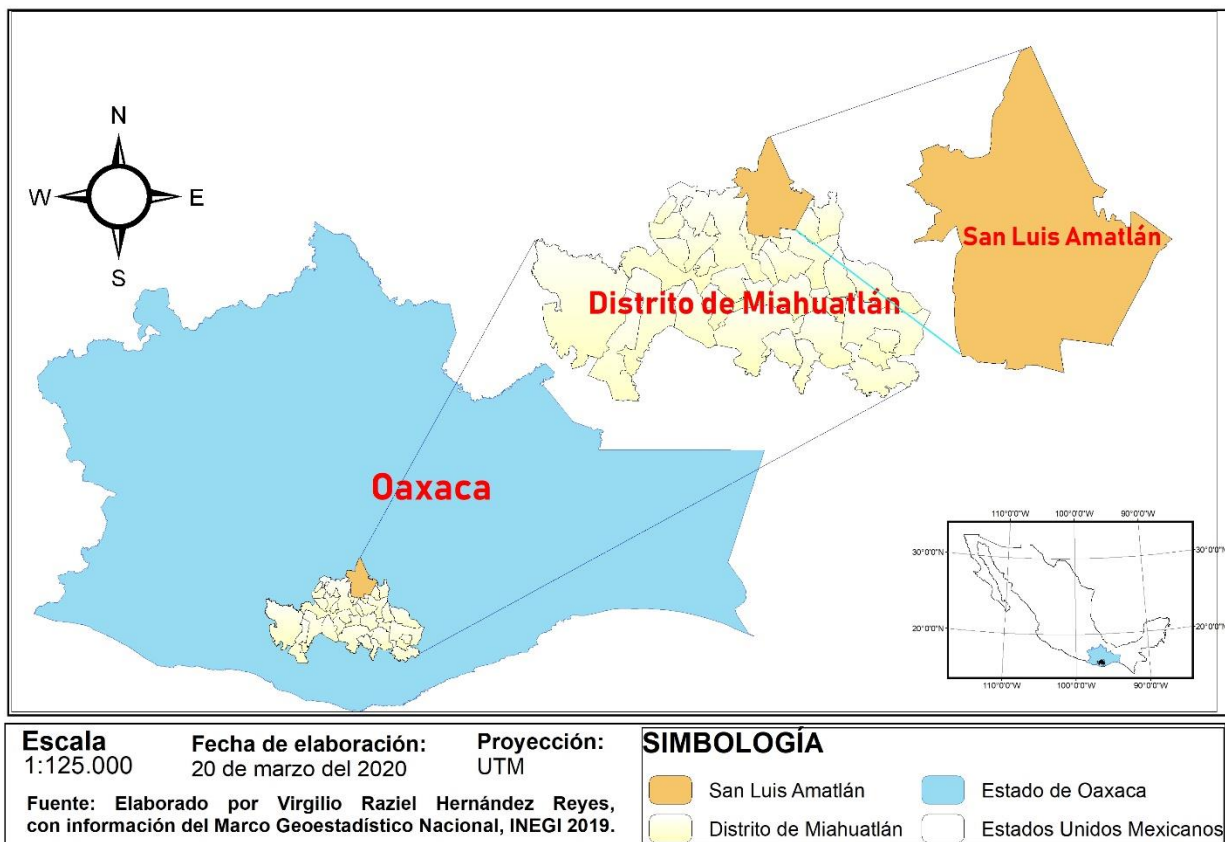 N
W E
S
San Luis Amatlán
Distrito de Miahuatlán
Oaxaca
110°0'0"W 100°0'0"W 90°0'0"W
30°0'0"N 30°0'0"N
20°0'0"N 20°0'0"N
110°0'0"W 100°0'0"W 90°0'0"W
Escala
1:125.000
Fecha de elaboración:
20 de marzo del 2020
Proyección:
UTM
Fuente: Elaborado por Virgilio Raziel Hernández Reyes,
con información del Marco Geoestadístico Nacional, INEGI 2019.
SIMBOLOGÍA
San Luis Amatlán
Estado de Oaxaca
Distrito de Miahuatlán
Estados Unidos Mexicanos